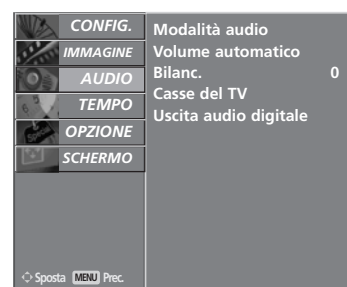 CONFIG.
IMMAGINE
AUDIO
TEMPO
OPZIONE
SCHERMO
Modalità audio
Volume automatico
Bilanc. 0
Casse del TV
Uscita audio digitale
Sposta MENU Prec.